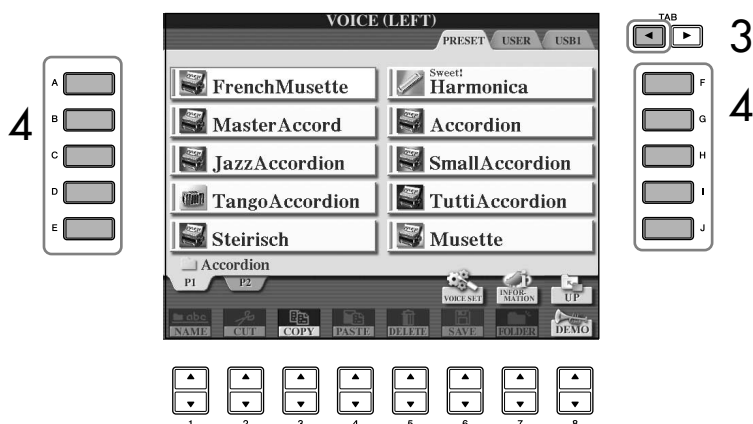 VOICE (LEFT)
PRESET USER USB1
TAB
3
4
A
B
C
D
E
FrenchMusette
Sweet!
Harmonica
MasterAccord
Accordion
JazzAccordion
SmallAccordion
TangoAccordion
TuttiAccordion
Steirisch
Musette
F
G
H
I
J
4
Accordion
P1 P2
VOICE SET
INFOR-
MATION
UP
abc
NAME CUT COPY PASTE DELETE SAVE FOLDER DEMO
1 2 3 4 5 6 7 8